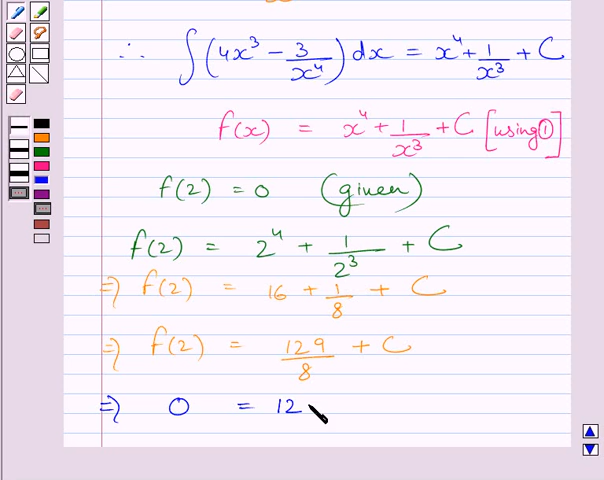 ∴ ∫(4x³ − 3/x⁴) dx = x⁴ + 1/x³ + C
f(x) = x⁴ + 1/x³ + C [using ①]
f(2) = 0 (given)
f(2) = 2⁴ + 1/2³ + C
⇒ f(2) = 16 + 1/8 + C
⇒ f(2) = 129/8 + C
⇒ 0 = 12